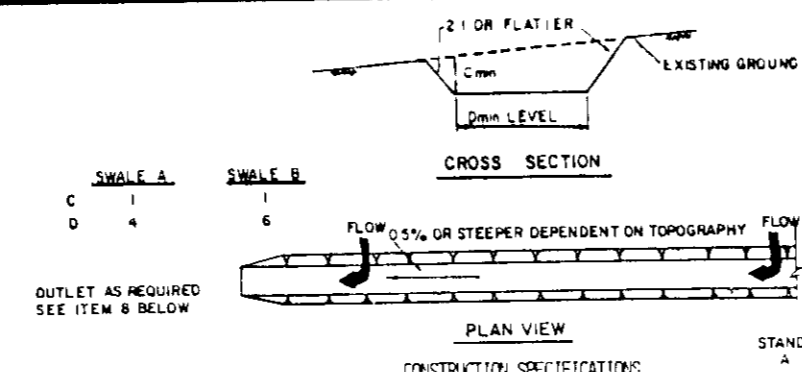 2:1 OR FLATTER
Cmin
EXISTING GROUND
Dmin LEVEL
CROSS SECTION
SWALE A SWALE B
C 1 1
D 4 6
FLOW 0.5% OR STEEPER DEPENDENT ON TOPOGRAPHY FLOW
OUTLET AS REQUIRED
SEE ITEM 8 BELOW
PLAN VIEW
STAND
A
CONSTRUCTION SPECIFICATIONS